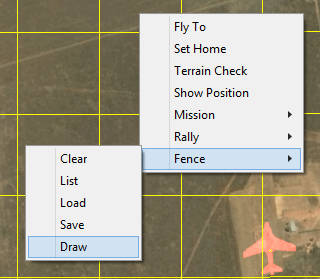 Fly To
Set Home
Terrain Check
Show Position
Mission
Rally
Fence
Clear
List
Load
Save
Draw